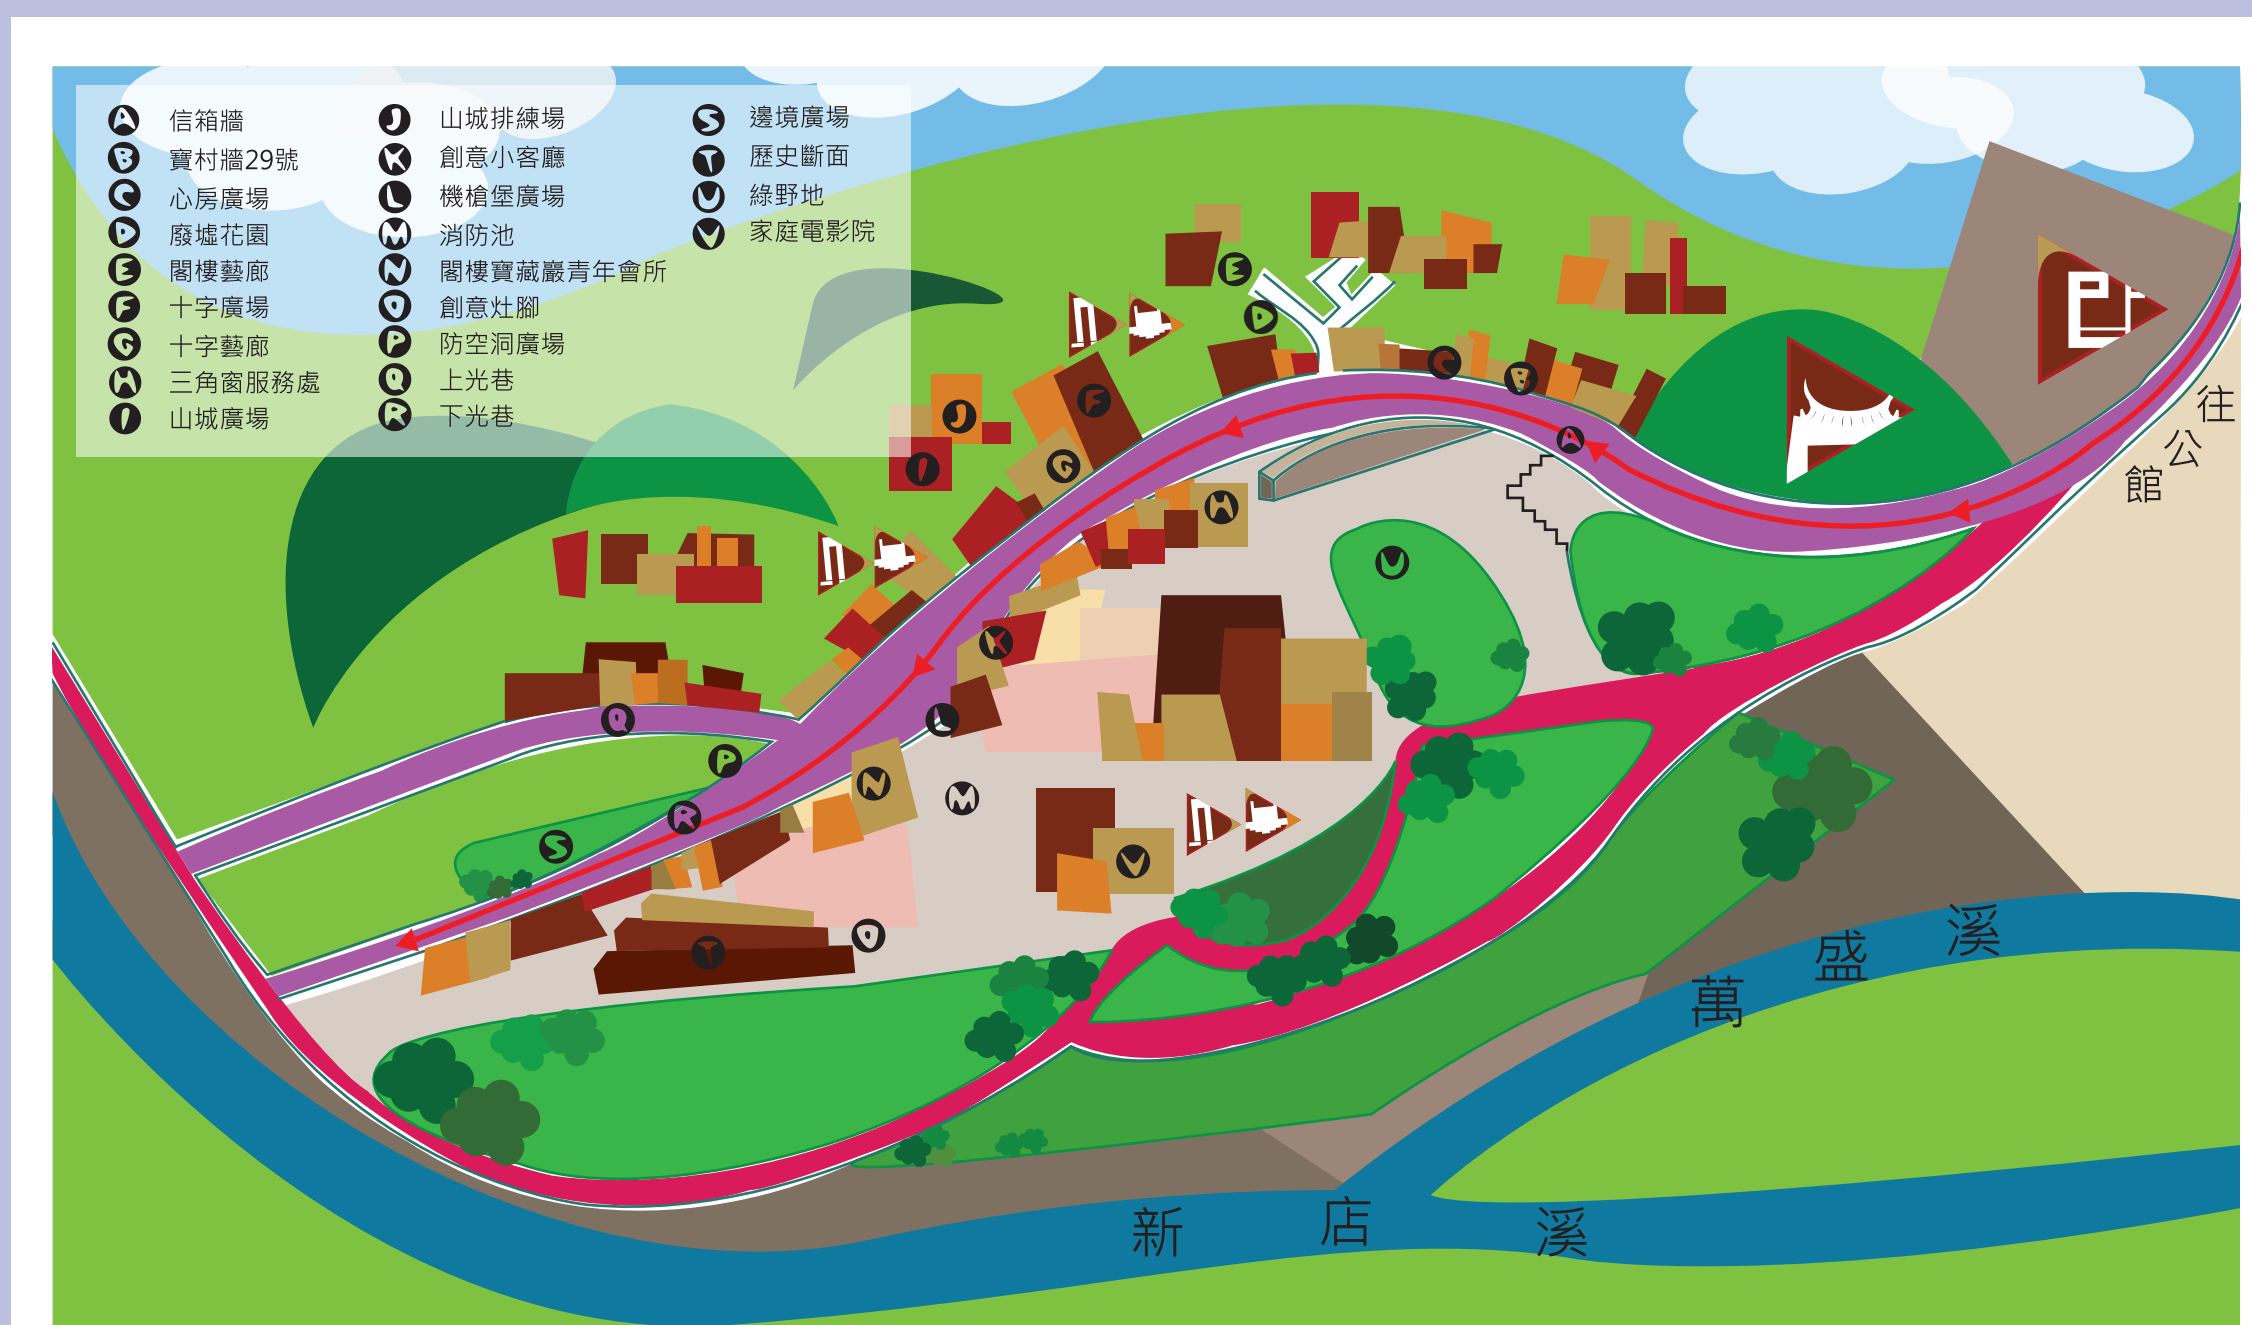 A 信箱牆
B 寶村牆29號
C 心房廣場
D 廢墟花園
E 閣樓藝廊
F 十字廣場
G 十字藝廊
H 三角窗服務處
I 山城廣場
J 山城排練場
K 創意小客廳
L 機槍堡廣場
M 消防池
N 閣樓寶藏巖青年會所
O 創意灶腳
P 防空洞廣場
Q 上光巷
R 下光巷
S 邊境廣場
T 歷史斷面
U 綠野地
V 家庭電影院
E
D
C
B
A
F
J
I
G
H
U
K
L
Q
P
N
M
R
S
V
O
T
往公館
萬盛溪
新店溪